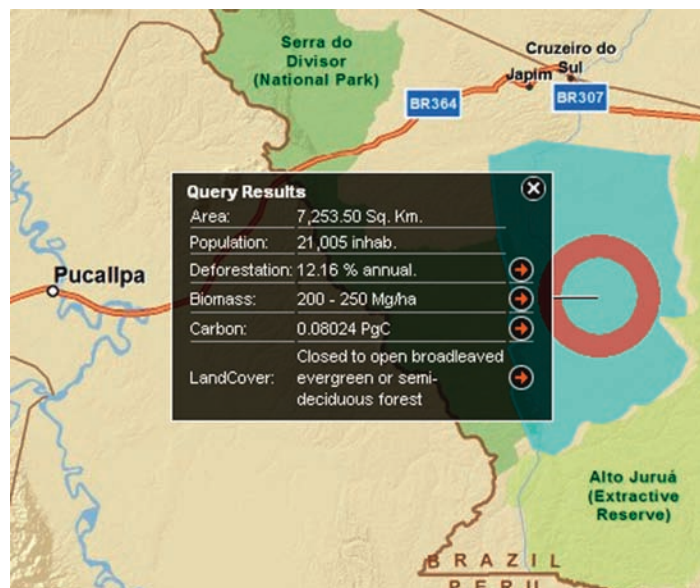 Serra do
Divisor
(National Park)
Cruzeiro do
Sul
Japim
BR364
BR307
Query Results
Area: 7,253.50 Sq. Km.
Population: 21,005 inhab.
Deforestation: 12.16 % annual.
Biomass: 200 - 250 Mg/ha
Carbon: 0.08024 PgC
LandCover: Closed to open broadleaved
evergreen or semi-
deciduous forest
Pucallpa
Alto Juruá
(Extractive
Reserve)
BRAZIL
PERU